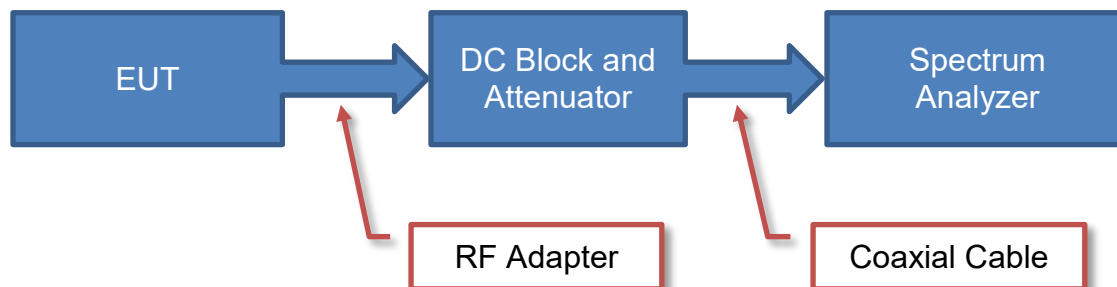 EUT
DC Block and
Attenuator
Spectrum
Analyzer
RF Adapter
Coaxial Cable